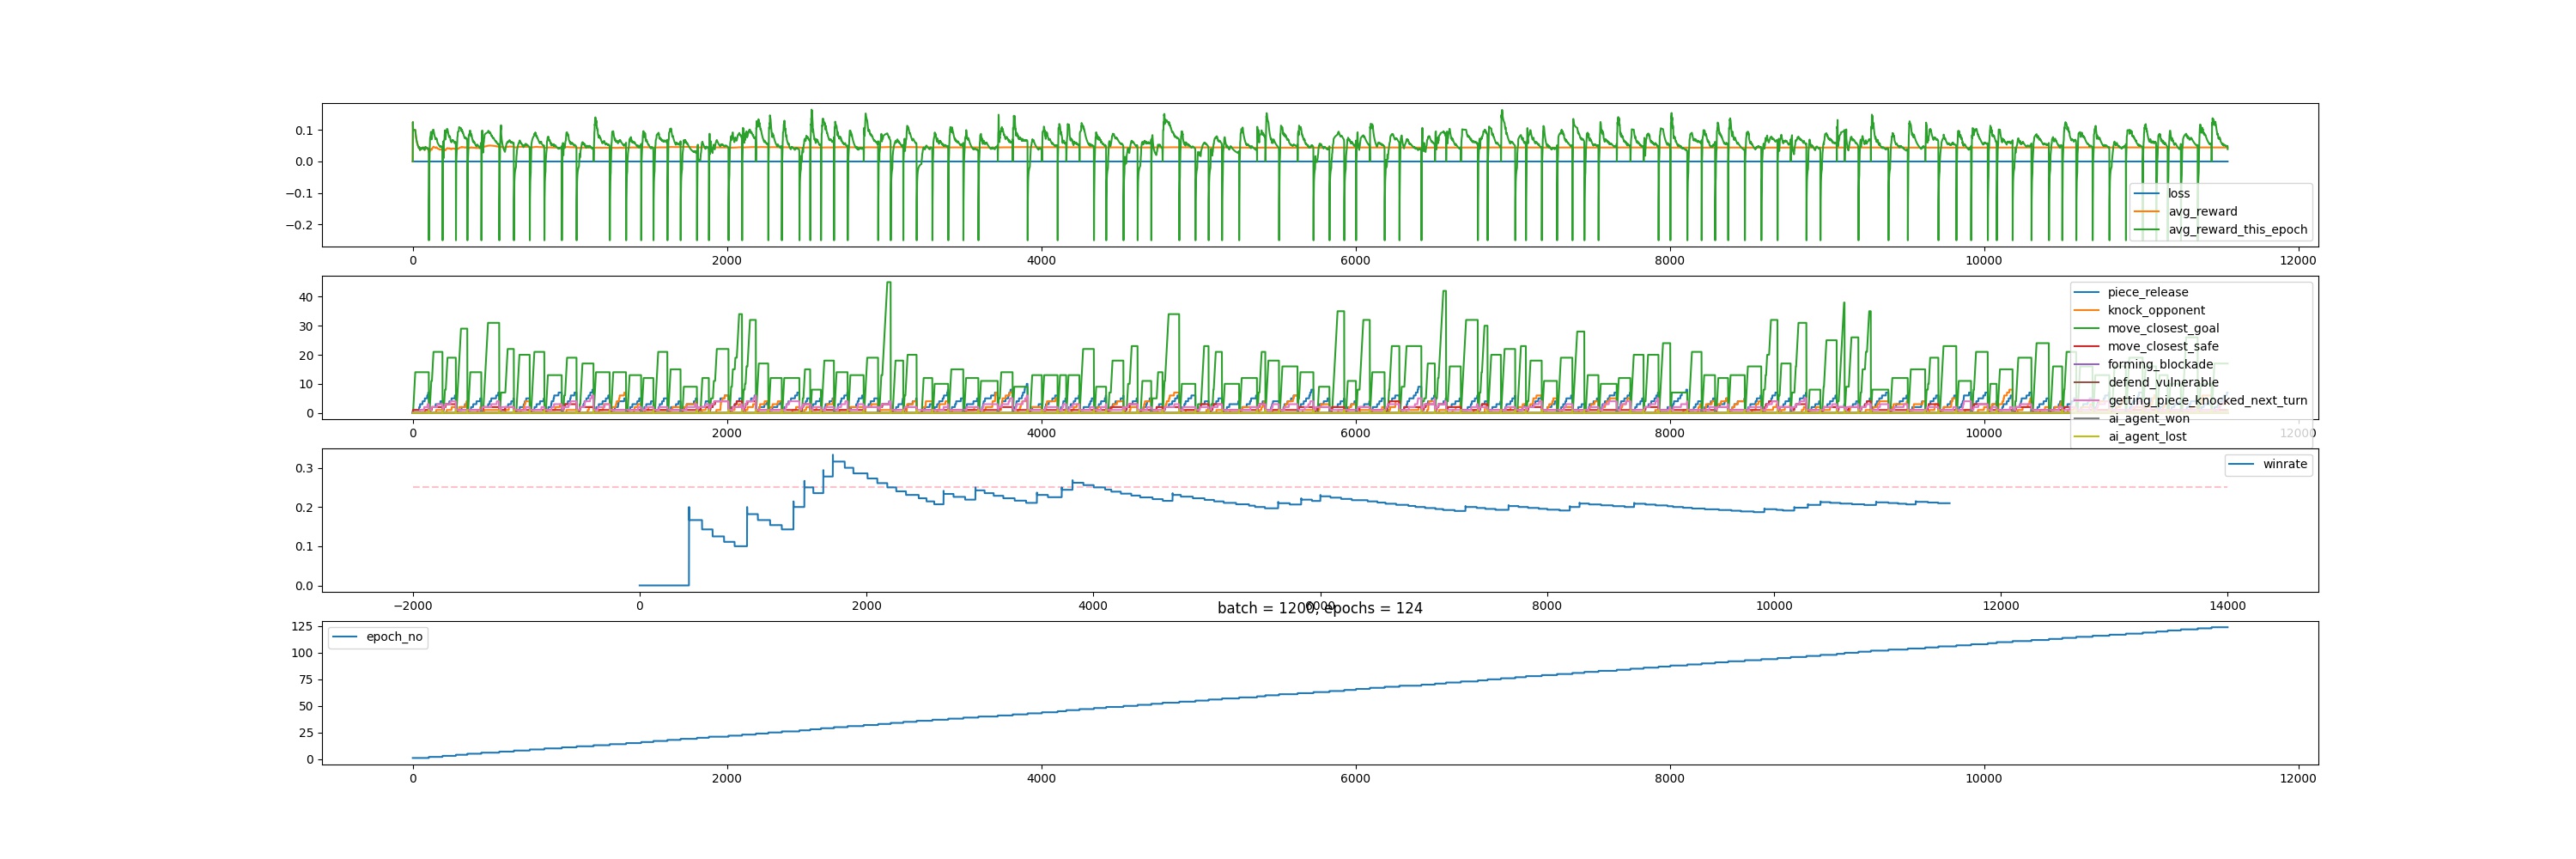 0.1
0.0
−0.1
−0.2
loss
avg_reward
avg_reward_this_epoch
0 2000 4000 6000 8000 10000 12000
40
30
20
10
0
piece_release
knock_opponent
move_closest_goal
move_closest_safe
forming_blockade
defend_vulnerable
getting_piece_knocked_next_turn
ai_agent_won
ai_agent_lost
0 2000 4000 6000 8000 10000 12000
0.3
0.2
0.1
0.0
winrate
−2000 0 2000 4000 6000 8000 10000 12000 14000
batch = 1200, epochs = 124
125
100
75
50
25
0
epoch_no
0 2000 4000 6000 8000 10000 12000